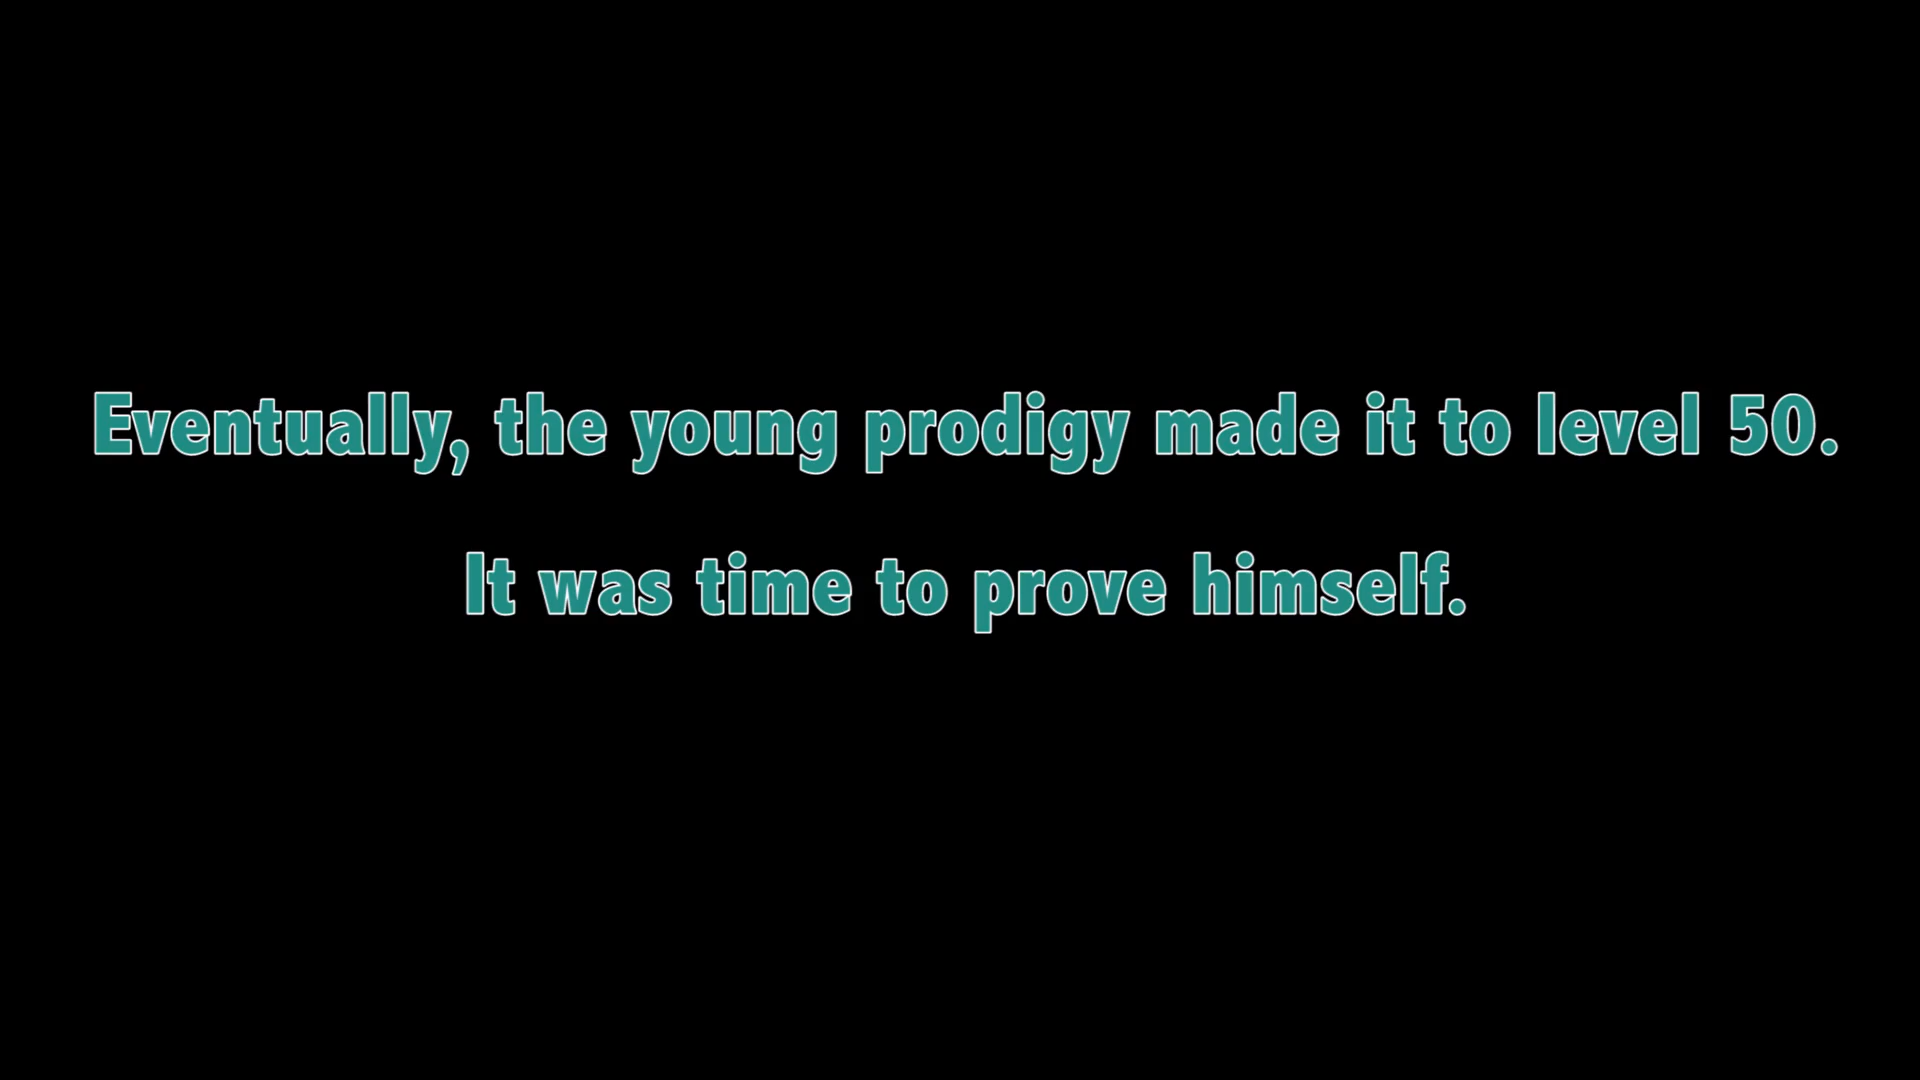 Eventually, the young prodigy made it to level 50.
It was time to prove himself.